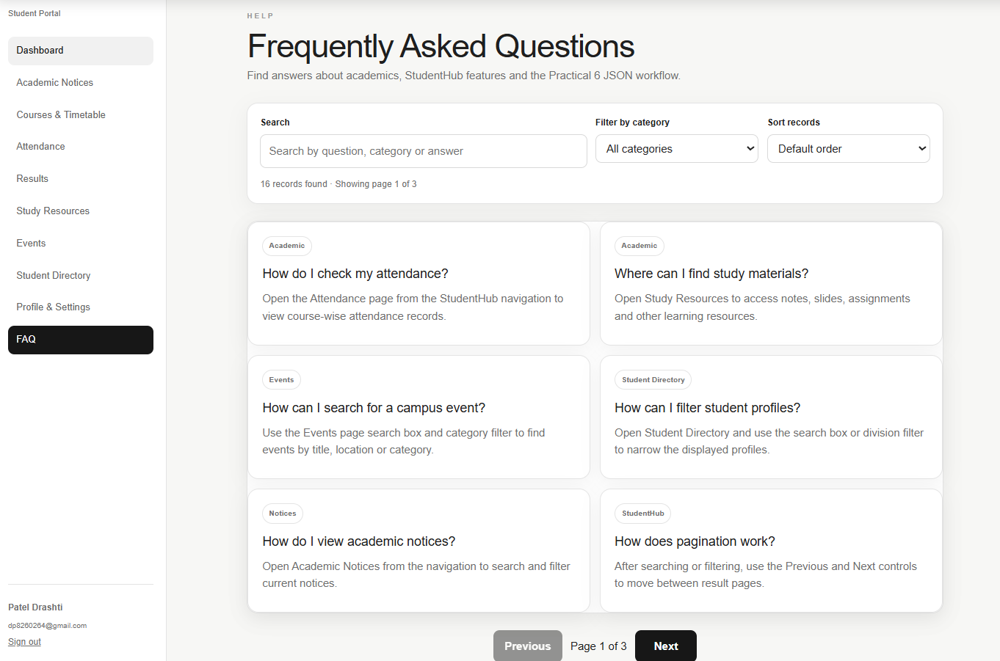 Student Portal
Dashboard
Academic Notices
Courses & Timetable
Attendance
Results
Study Resources
Events
Student Directory
Profile & Settings
FAQ
Patel Drashti
dp8260264@gmail.com
Sign out
HELP
Frequently Asked Questions
Find answers about academics, StudentHub features and the Practical 6 JSON workflow.
Search
Filter by category
Sort records
Search by question, category or answer
All categories
Default order
16 records found · Showing page 1 of 3
Academic
How do I check my attendance?
Open the Attendance page from the StudentHub navigation to
view course-wise attendance records.
Academic
Where can I find study materials?
Open Study Resources to access notes, slides, assignments
and other learning resources.
Events
How can I search for a campus event?
Use the Events page search box and category filter to find
events by title, location or category.
Student Directory
How can I filter student profiles?
Open Student Directory and use the search box or division filter
to narrow the displayed profiles.
Notices
How do I view academic notices?
Open Academic Notices from the navigation to search and filter
current notices.
StudentHub
How does pagination work?
After searching or filtering, use the Previous and Next controls
to move between result pages.
Previous
Page 1 of 3
Next